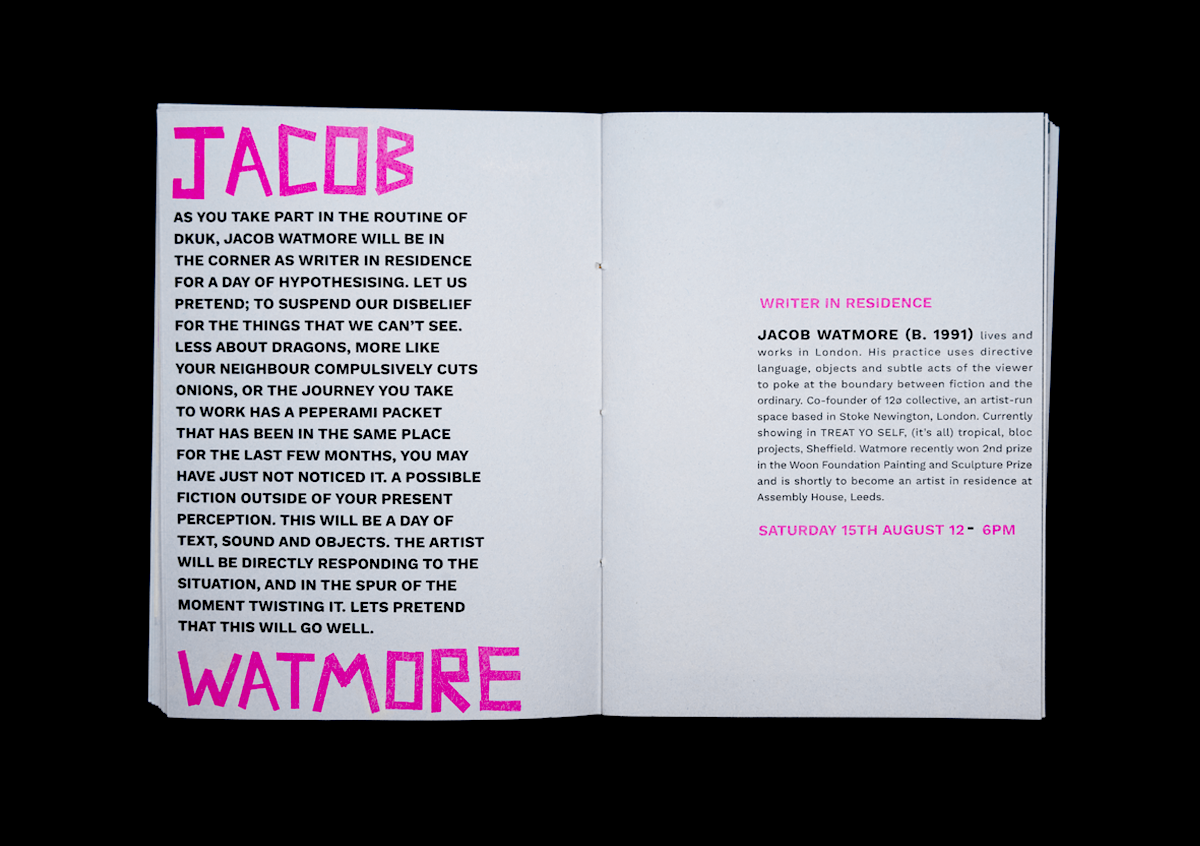 JACOB
AS YOU TAKE PART IN THE ROUTINE OF
DKUK, JACOB WATMORE WILL BE IN
THE CORNER AS WRITER IN RESIDENCE
FOR A DAY OF HYPOTHESISING. LET US
PRETEND; TO SUSPEND OUR DISBELIEF
FOR THE THINGS THAT WE CAN'T SEE.
LESS ABOUT DRAGONS, MORE LIKE
YOUR NEIGHBOUR COMPULSIVELY CUTS
ONIONS, OR THE JOURNEY YOU TAKE
TO WORK HAS A PEPERAMI PACKET
THAT HAS BEEN IN THE SAME PLACE
FOR THE LAST FEW MONTHS, YOU MAY
HAVE JUST NOT NOTICED IT. A POSSIBLE
FICTION OUTSIDE OF YOUR PRESENT
PERCEPTION. THIS WILL BE A DAY OF
TEXT, SOUND AND OBJECTS. THE ARTIST
WILL BE DIRECTLY RESPONDING TO THE
SITUATION, AND IN THE SPUR OF THE
MOMENT TWISTING IT. LETS PRETEND
THAT THIS WILL GO WELL.
WATMORE
WRITER IN RESIDENCE
JACOB WATMORE (B. 1991) lives and
works in London. His practice uses directive
language, objects and subtle acts of the viewer
to poke at the boundary between fiction and the
ordinary. Co-founder of 12ø collective, an artist-run
space based in Stoke Newington, London. Currently
showing in TREAT YO SELF, (it's all) tropical, bloc
projects, Sheffield. Watmore recently won 2nd prize
in the Woon Foundation Painting and Sculpture Prize
and is shortly to become an artist in residence at
Assembly House, Leeds.
SATURDAY 15TH AUGUST 12- 6PM